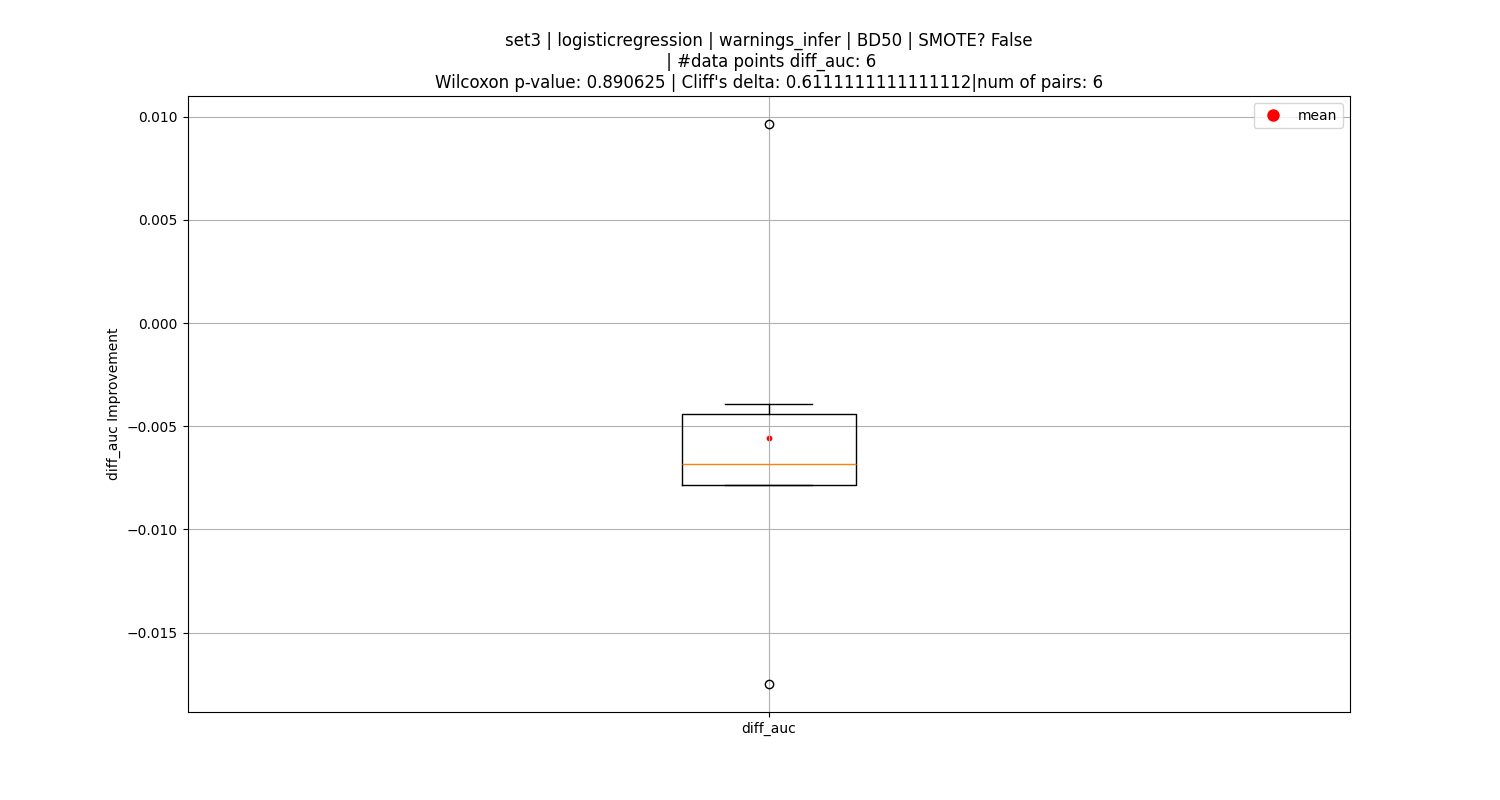 set3 | logisticregression | warnings_infer | BD50 | SMOTE? False
| #data points diff_auc: 6
Wilcoxon p-value: 0.890625 | Cliff's delta: 0.6111111111111112|num of pairs: 6
mean
0.010
0.005
0.000
−0.005
−0.010
−0.015
diff_auc Improvement
diff_auc